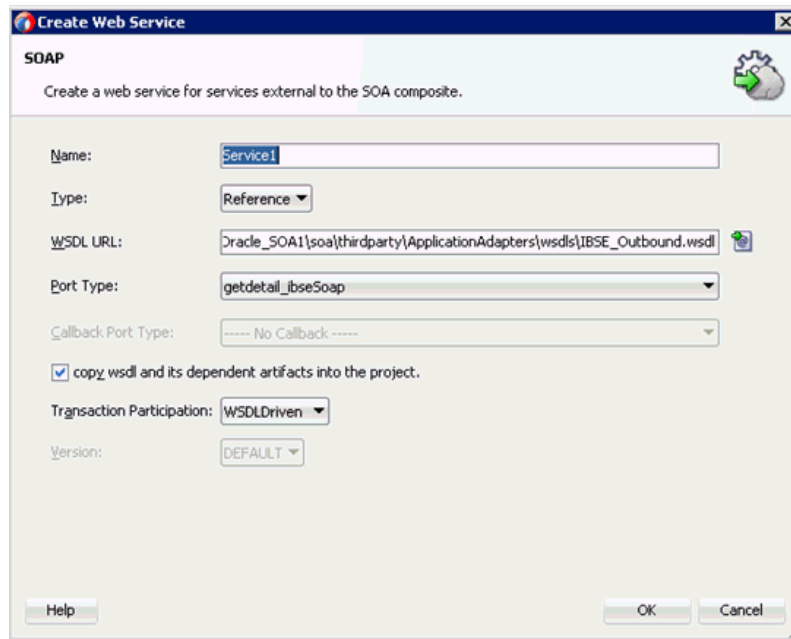 Create Web Service
SOAP
Create a web service for services external to the SOA composite.
Name: Service1
Type: Reference
WSDL URL: Oracle_SOA1\soa\thirdparty\ApplicationAdapters\wsdls\IBSE_Outbound.wsdl
Port Type: getdetail_ibseSoap
Callback Port Type: ----- No Callback -----
copy wsdl and its dependent artifacts into the project.
Transaction Participation: WSDLDriven
Version: DEFAULT
Help OK Cancel